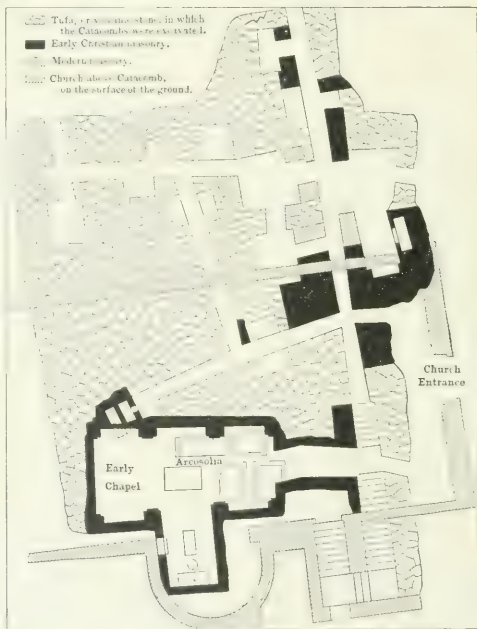 Tufa, or volcanic stone, in which
the Catacombs were excavated.
Early Christian masonry.
Modern masonry.
Church above Catacomb,
on the surface of the ground.
Church
Entrance
Arcosolia
Early
Chapel